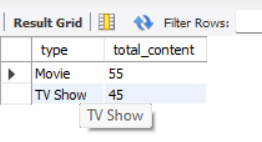 Result Grid Filter Rows:
type total_content
Movie 55
TV Show 45
TV Show